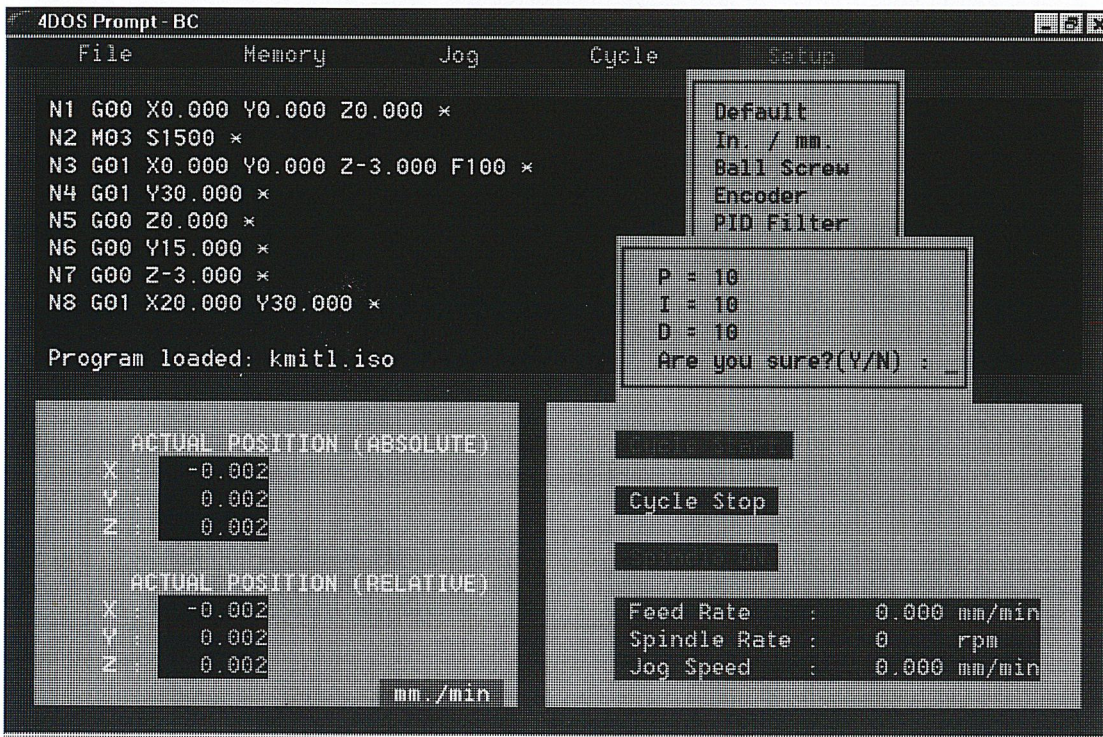 4DOS Prompt - BC
File Memory Jog Cycle Setup
N1 G00 X0.000 Y0.000 Z0.000 *
N2 M03 S1500 *
N3 G01 X0.000 Y0.000 Z-3.000 F100 *
N4 G01 Y30.000 *
N5 G00 Z0.000 *
N6 G00 Y15.000 *
N7 G00 Z-3.000 *
N8 G01 X20.000 Y30.000 *
Program loaded: kmitl.iso
Default
In. / mm.
Ball Screw
Encoder
PID Filter
P = 10
I = 10
D = 10
Are you sure?(Y/N) : _
ACTUAL POSITION (ABSOLUTE)
X : -0.002
Y : 0.002
Z : 0.002
ACTUAL POSITION (RELATIVE)
X : -0.002
Y : 0.002
Z : 0.002
mm./min
Cycle Start
Cycle Stop
Spindle ON
Feed Rate : 0.000 mm/min
Spindle Rate : 0 rpm
Jog Speed : 0.000 mm/min